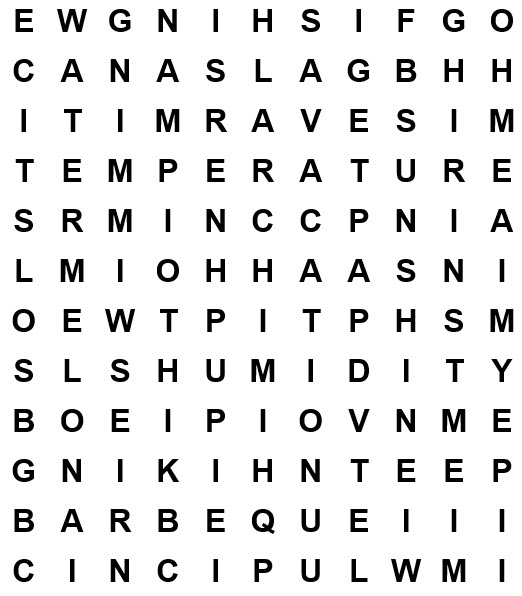 E W G N I H S I F G O
C A N A S L A G B H H
I T I M R A V E S I M
T E M P E R A T U R E
S R M I N C C P N I A
L M I O H H A A S N I
O E W T P I T P H S M
S L S H U M I D I T Y
B O E I P I O V N M E
G N I K I H N T E E P
B A R B E Q U E I I I
C I N C I P U L W M I